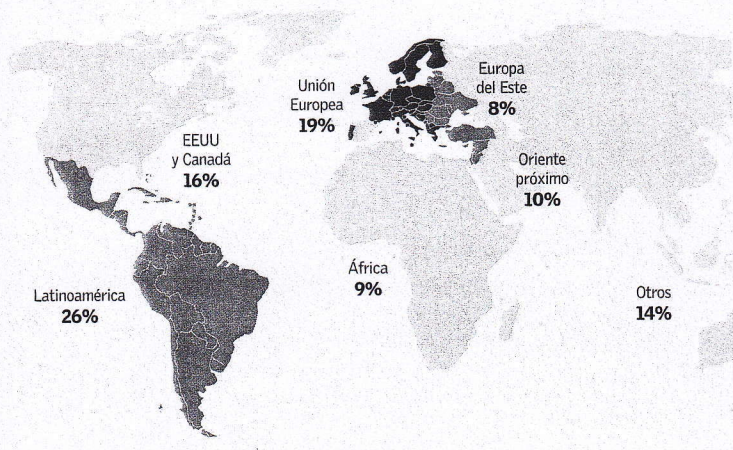 Unión
Europea
19%
Europa
del Este
8%
EEUU
y Canadá
16%
Oriente
próximo
10%
África
9%
Latinoamérica
26%
Otros
14%